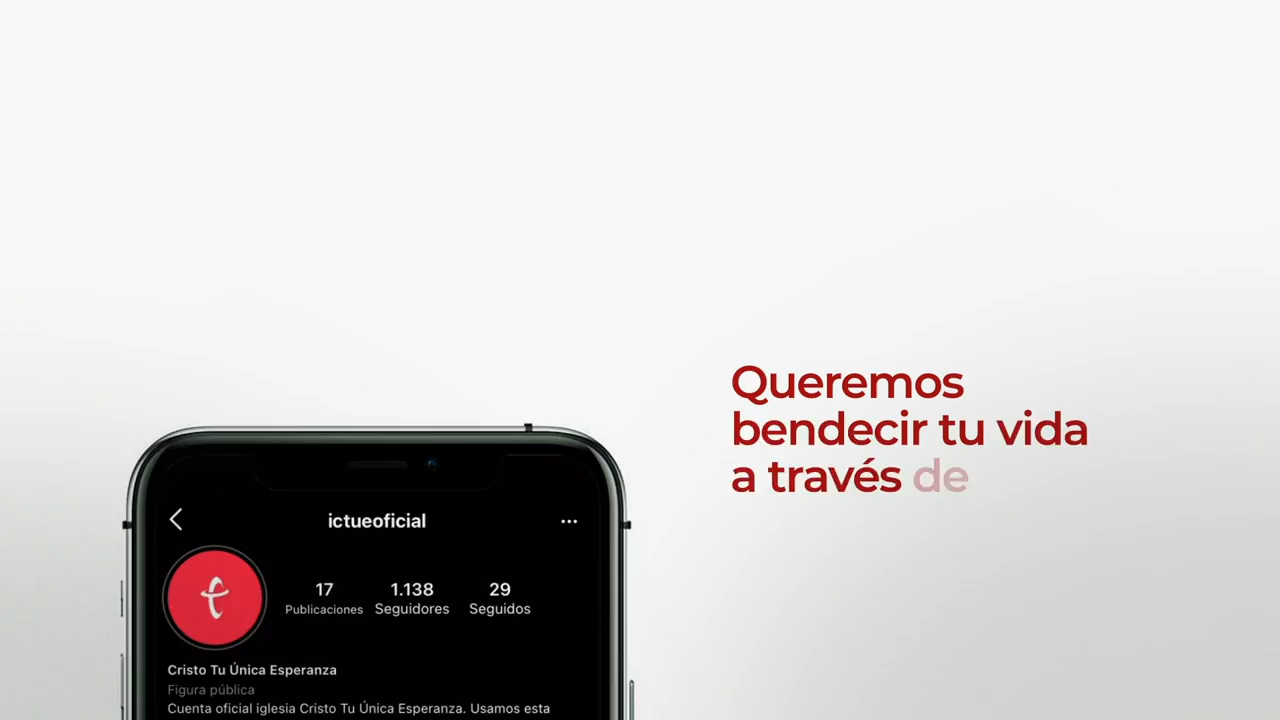 Queremos
bendecir tu vida
a través de
ictueoficial
17
1.138
29
Publicaciones
Seguidores
Seguidos
Cristo Tu Única Esperanza
Figura pública
Cuenta oficial iglesia Cristo Tu Única Esperanza. Usamos esta